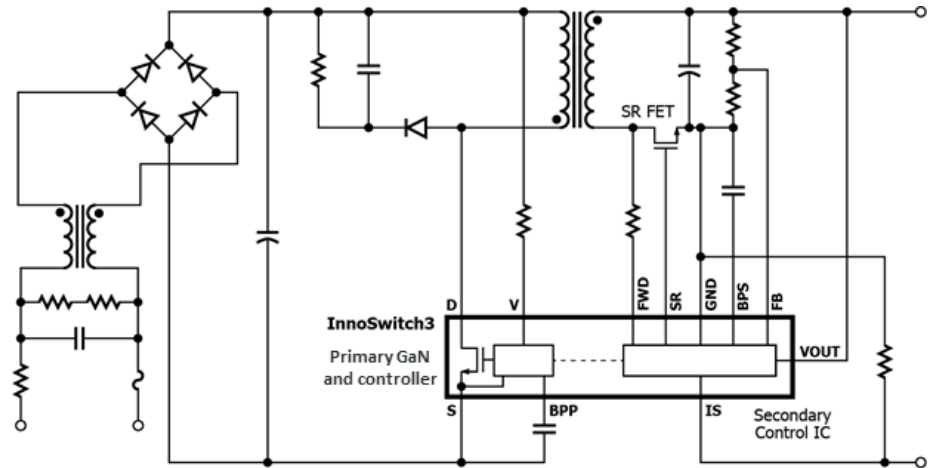 SR FET
FWD
SR
GND
BPS
FB
D
V
InnoSwitch3
Primary GaN
and controller
VOUT
S
BPP
IS
Secondary
Control IC